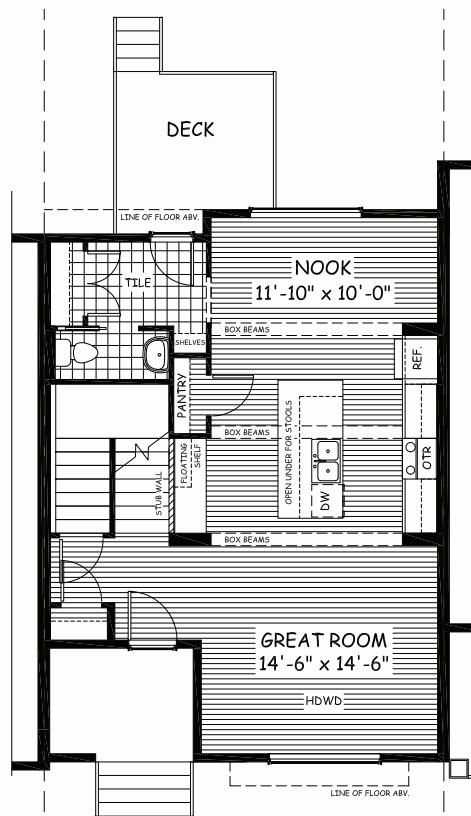 DECK
LINE OF FLOOR ABV.
NOOK
11'-10" x 10'-0"
TILE
BOX BEAMS
SHELVES
REF.
PANTRY
OPEN UNDER FOR STOOLS
BOX BEAMS
FLOATING
SHELF
STUB WALL
DW
OTR
BOX BEAMS
GREAT ROOM
14'-6" x 14'-6"
HDWD
LINE OF FLOOR ABV.